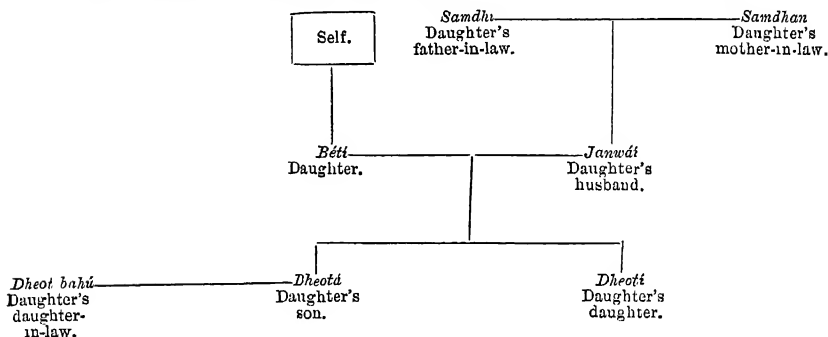 Samdhi
Daughter's
father-in-law.
Samdhan
Daughter's
mother-in-law.
Self.
Béti
Daughter.
Janwái
Daughter's
husband.
Dheot bahú
Daughter's
daughter-
in-law.
Dheotá
Daughter's
son.
Dheotí
Daughter's
daughter.